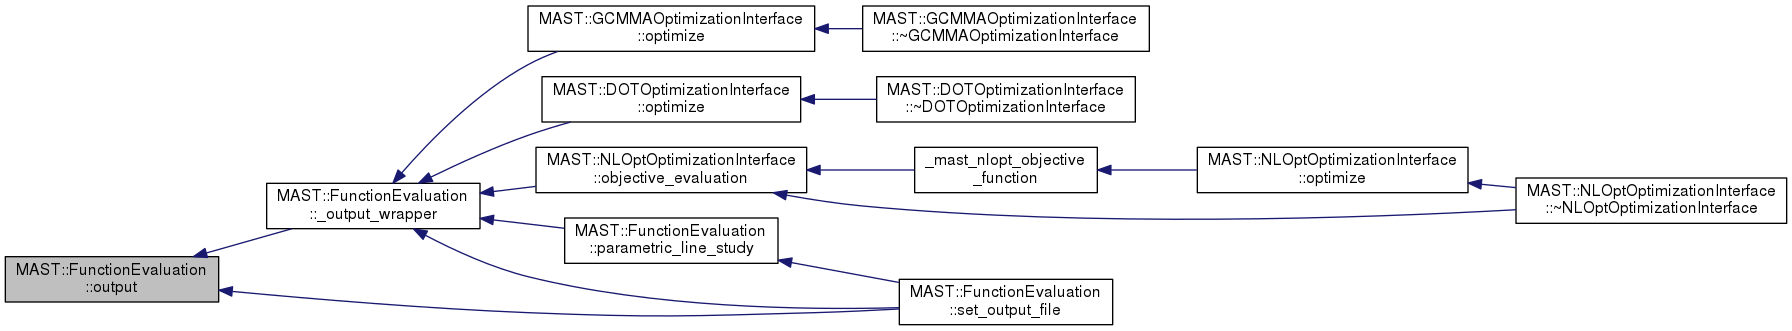 MAST::GCMMAOptimizationInterface
::optimize
MAST::GCMMAOptimizationInterface
::~GCMMAOptimizationInterface
MAST::DOTOptimizationInterface
::optimize
MAST::DOTOptimizationInterface
::~DOTOptimizationInterface
MAST::NLOptOptimizationInterface
::objective_evaluation
_mast_nlopt_objective
_function
MAST::NLOptOptimizationInterface
::optimize
MAST::NLOptOptimizationInterface
::~NLOptOptimizationInterface
MAST::FunctionEvaluation
::_output_wrapper
MAST::FunctionEvaluation
::parametric_line_study
MAST::FunctionEvaluation
::output
MAST::FunctionEvaluation
::set_output_file